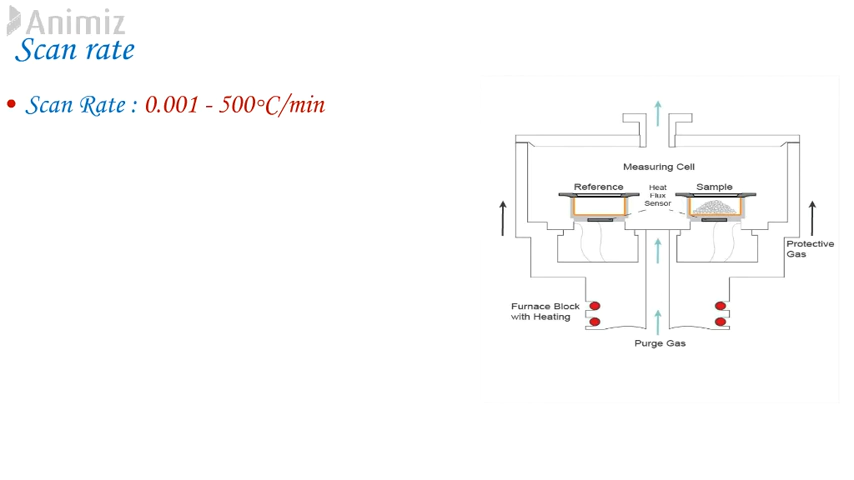 Animiz
Scan rate
• Scan Rate : 0.001 - 500°C/min
Measuring Cell
Reference
Heat
Flux
Sensor
Sample
Protective
Gas
Furnace Block
with Heating
Purge Gas